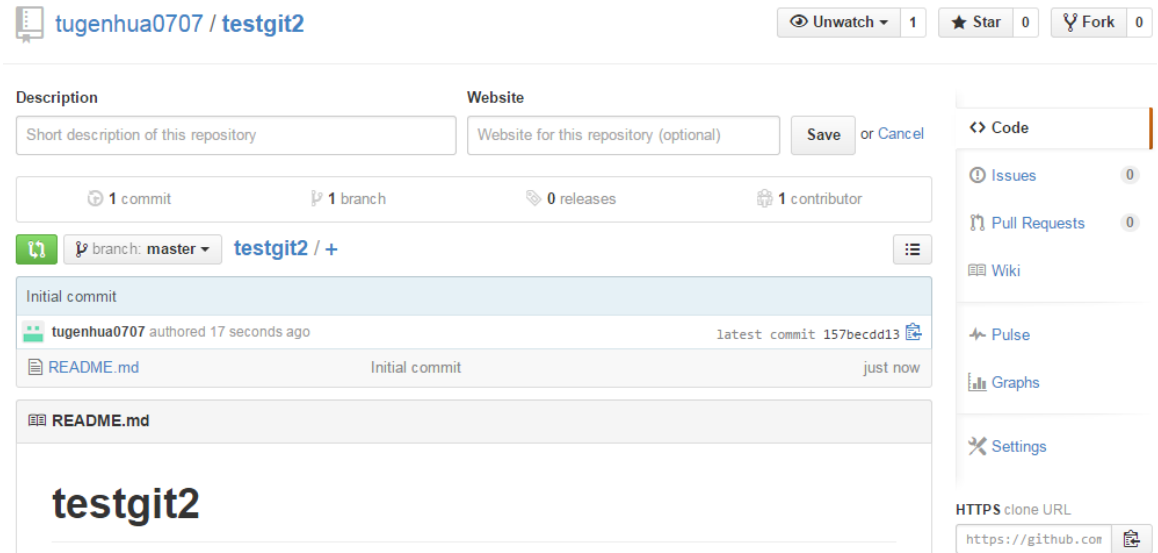 tugenhua0707 / testgit2
Unwatch 1 Star 0 Fork 0
Description
Website
Short description of this repository
Website for this repository (optional)
Save or Cancel
1 commit
1 branch
0 releases
1 contributor
branch: master testgit2 / +
Initial commit
tugenhua0707 authored 17 seconds ago
latest commit 157becdd13
README.md Initial commit just now
README.md
testgit2
Code
Issues 0
Pull Requests 0
Wiki
Pulse
Graphs
Settings
HTTPS clone URL
https://github.com